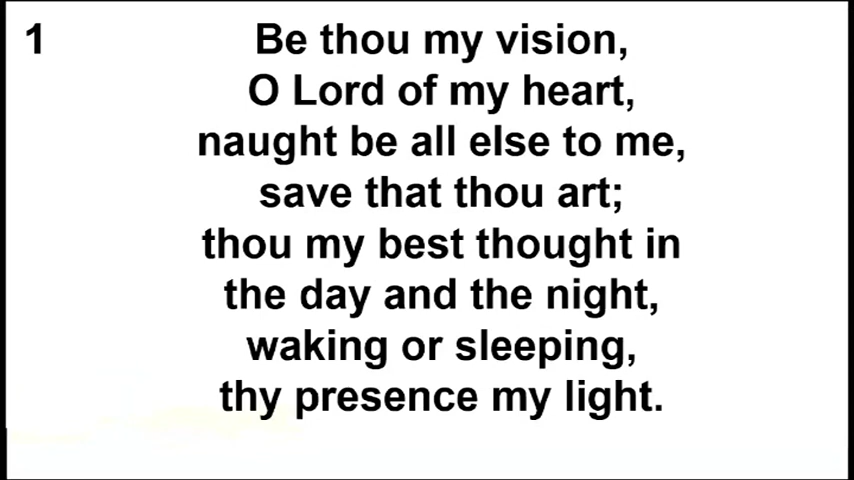 1
Be thou my vision,
O Lord of my heart,
naught be all else to me,
save that thou art;
thou my best thought in
the day and the night,
waking or sleeping,
thy presence my light.